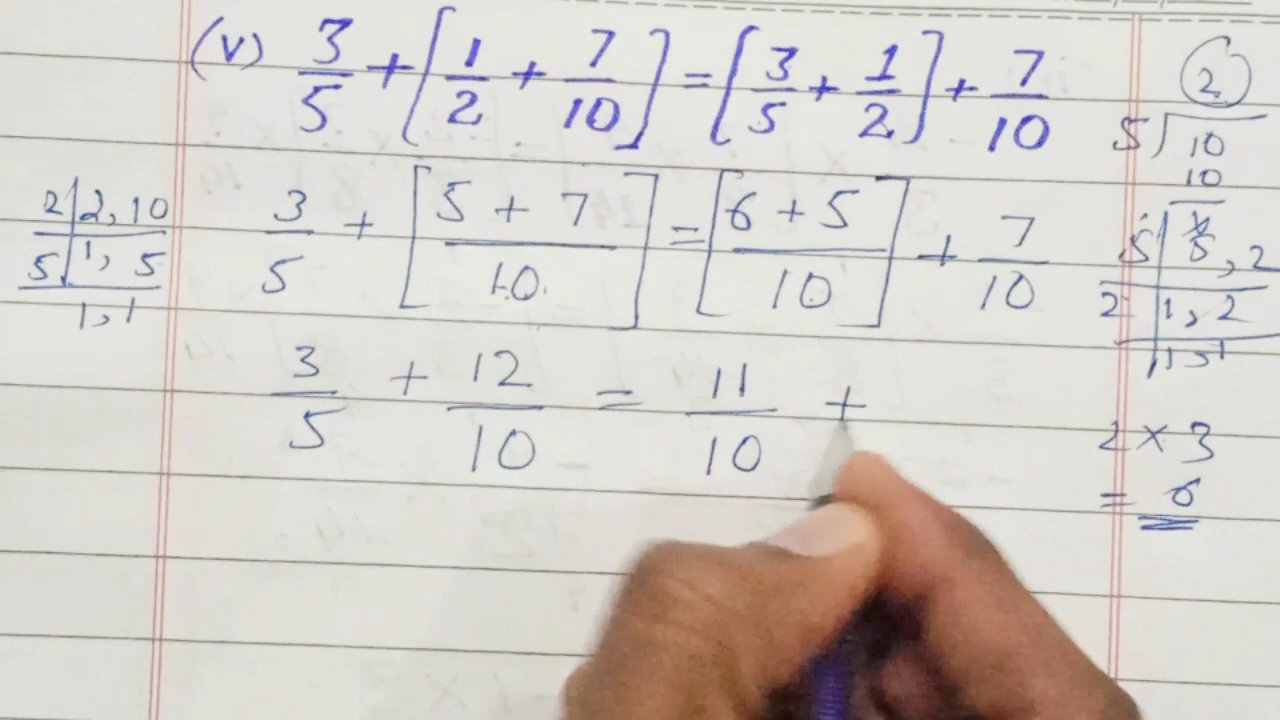 (v) 3/5 + [1/2 + 7/10] = [3/5 + 1/2] + 7/10
3/5 + [5 + 7/10] = [6 + 5/10] + 7/10
3/5 + 12/10 = 11/10 +
2 | 2, 10
5 | 1, 5
1, 1
2
5) 10
10
5 | 5, 2
2 | 1, 2
1, 1
2 × 3
= 6